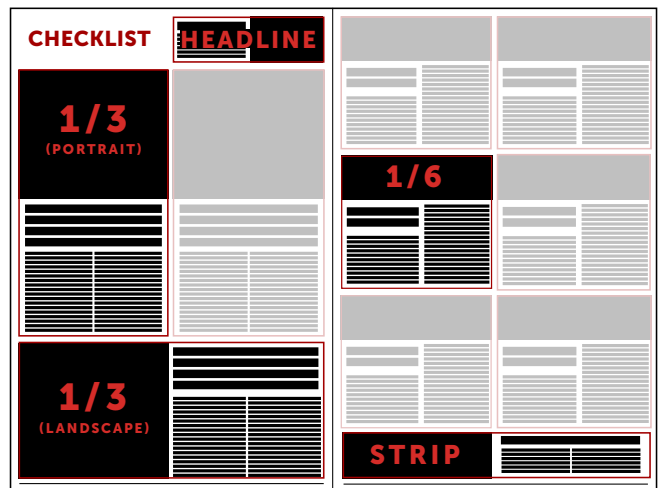 CHECKLIST
HEADLINE
1/3
(PORTRAIT)
1/3
(LANDSCAPE)
1/6
STRIP